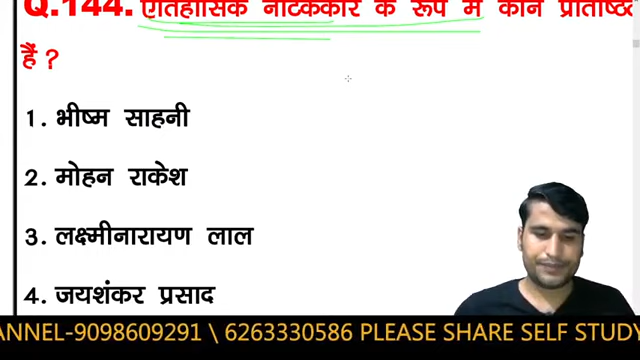 Q.144. ऐतिहासिक नाटककार के रूप में कौन प्रतिष्ठित
हैं ?
1. भीष्म साहनी
2. मोहन राकेश
3. लक्ष्मीनारायण लाल
4. जयशंकर प्रसाद
ANNEL-9098609291 \ 6263330586 PLEASE SHARE SELF STUDY